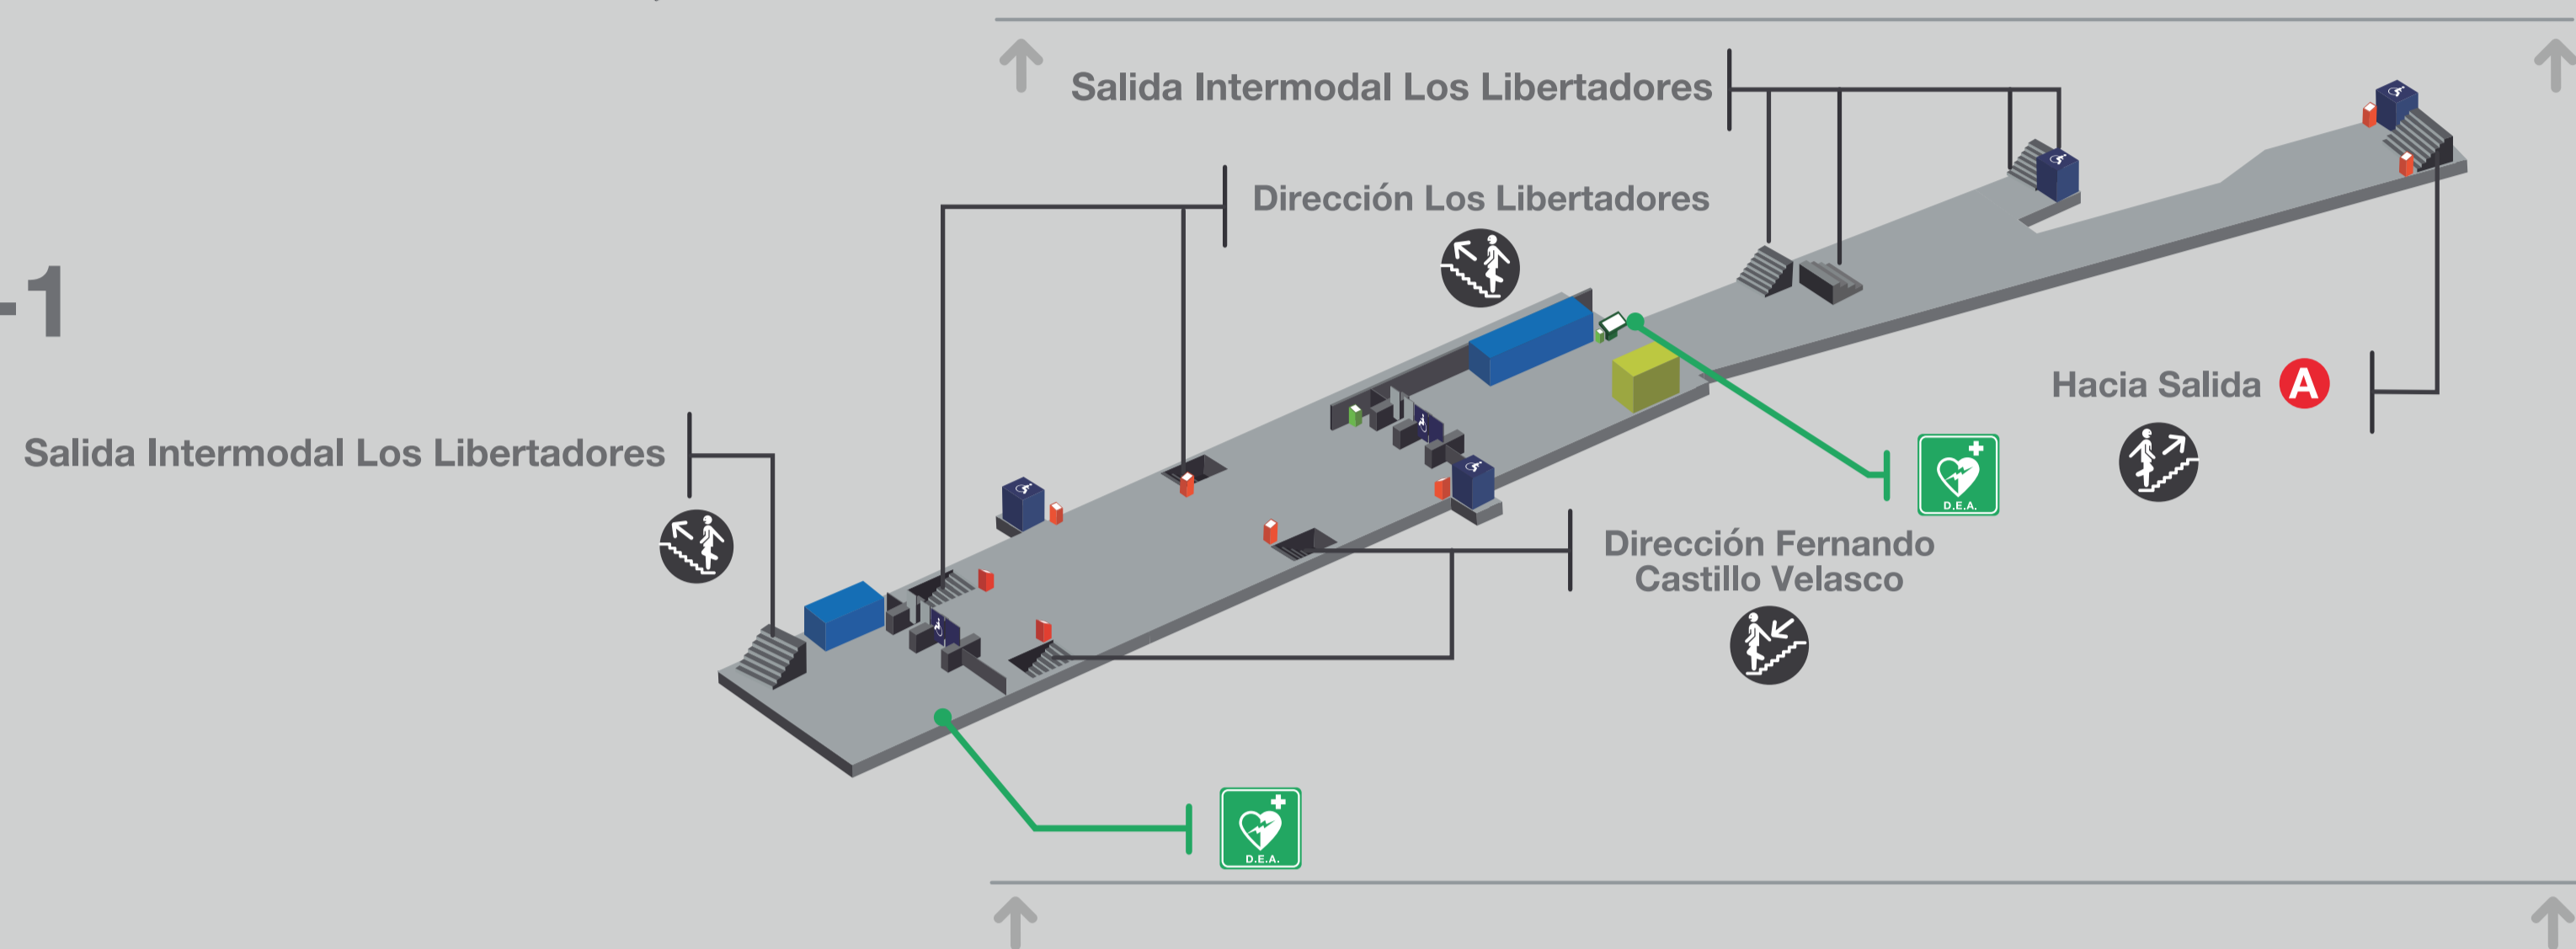 Salida Intermodal Los Libertadores
Dirección Los Libertadores
-1
Hacia Salida A
Salida Intermodal Los Libertadores
D.E.A.
Dirección Fernando
Castillo Velasco
D.E.A.